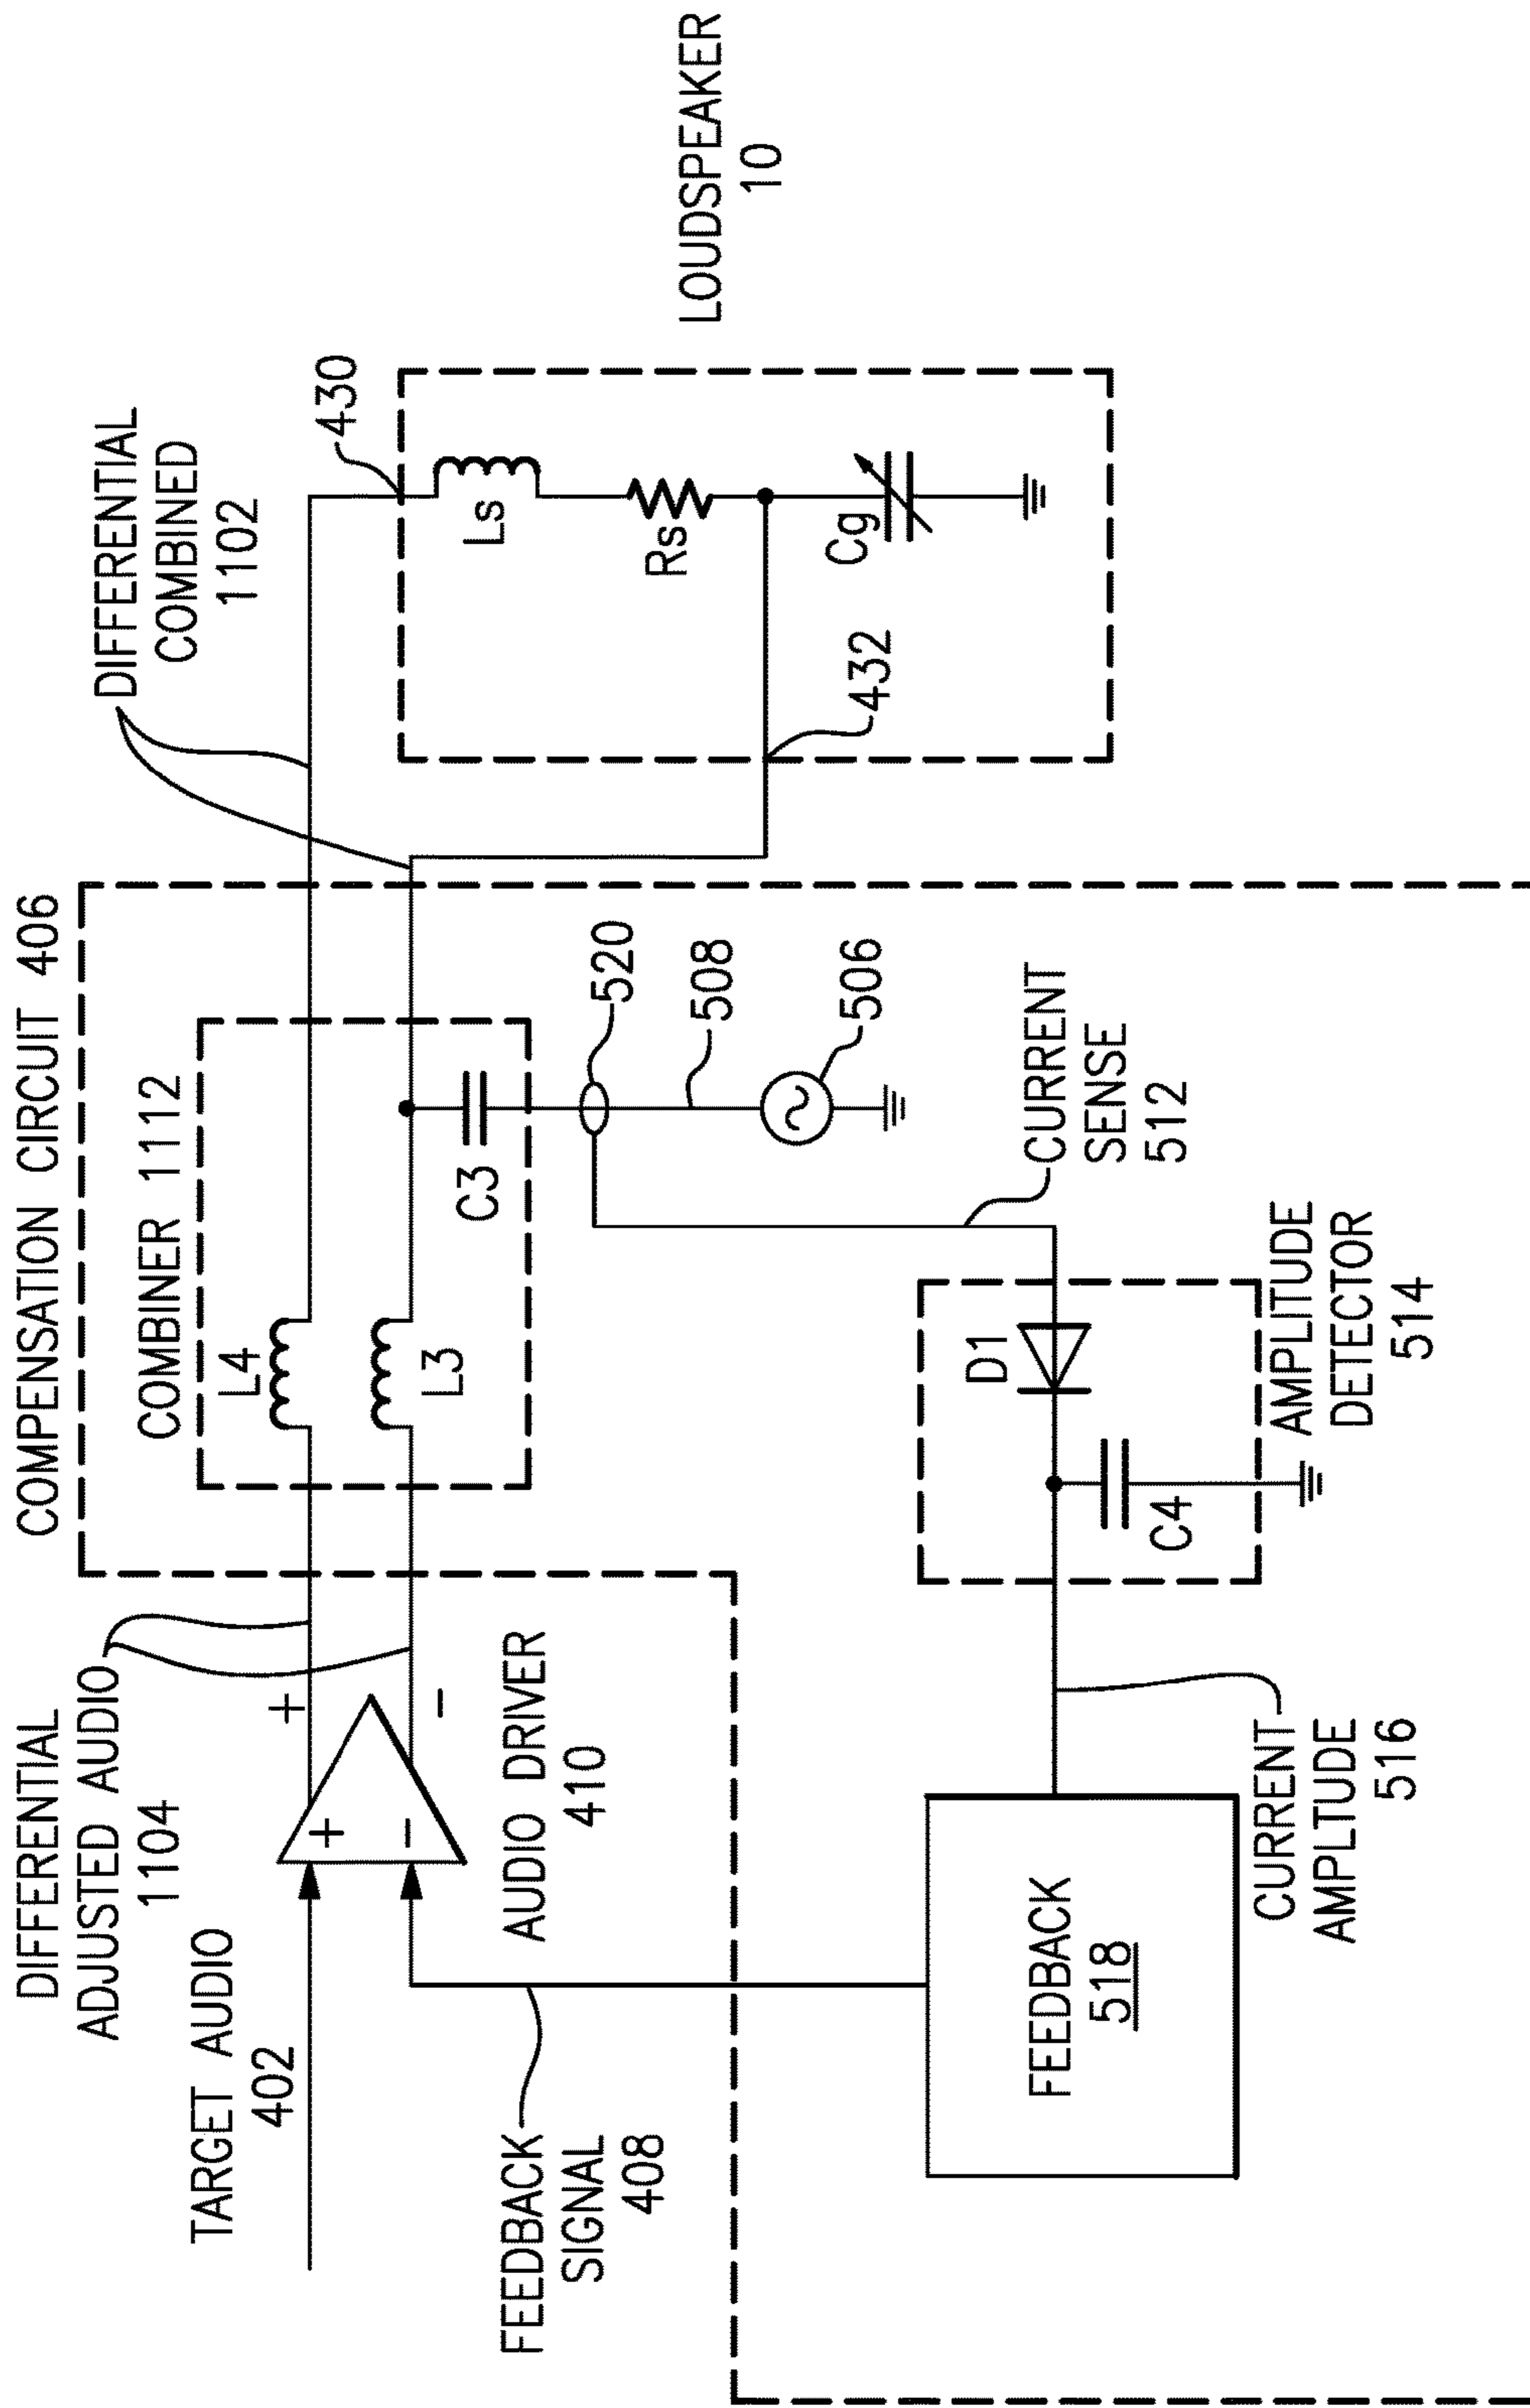 COMPENSATION CIRCUIT 406
DIFFERENTIAL
ADJUSTED AUDIO
1104
DIFFERENTIAL
COMBINED
1102
COMBINER 1112
TARGET AUDIO
402
+
-
+
-
L4
L3
C3
AUDIO DRIVER
410
430
Ls
Rs
Cg
432
LOUDSPEAKER
10
520
508
506
FEEDBACK
SIGNAL
408
CURRENT
SENSE
512
D1
C4
AMPLITUDE
DETECTOR
514
FEEDBACK
518
CURRENT
AMPLITUDE
516